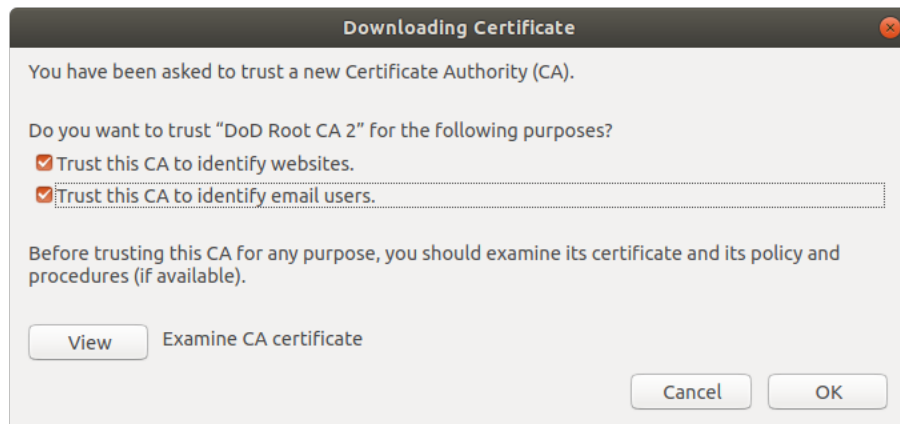 Downloading Certificate
You have been asked to trust a new Certificate Authority (CA).
Do you want to trust “DoD Root CA 2” for the following purposes?
Trust this CA to identify websites.
Trust this CA to identify email users.
Before trusting this CA for any purpose, you should examine its certificate and its policy and
procedures (if available).
View Examine CA certificate
Cancel OK